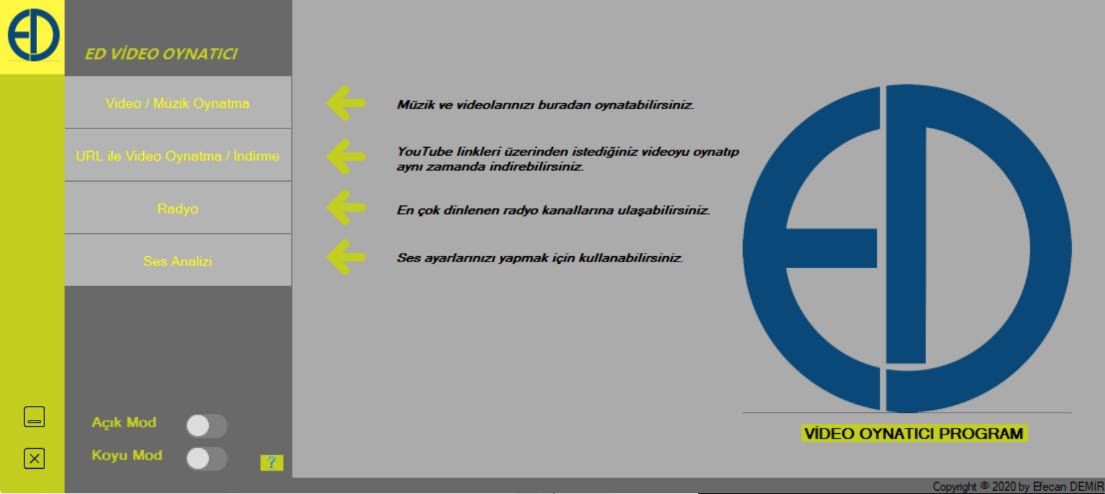 ED
ED VİDEO OYNATICI
Video / Müzik Oynatma
Müzik ve videolarınızı buradan oynatabilirsiniz.
URL ile Video Oynatma / İndirme
YouTube linkleri üzerinden istediğiniz videoyu oynatıp
aynı zamanda indirebilirsiniz.
Radyo
En çok dinlenen radyo kanallarına ulaşabilirsiniz.
Ses Analizi
Ses ayarlarınızı yapmak için kullanabilirsiniz.
ED
VİDEO OYNATICI PROGRAM
Açık Mod
Koyu Mod
?
Copyright ® 2020 by Efecan DEMİR